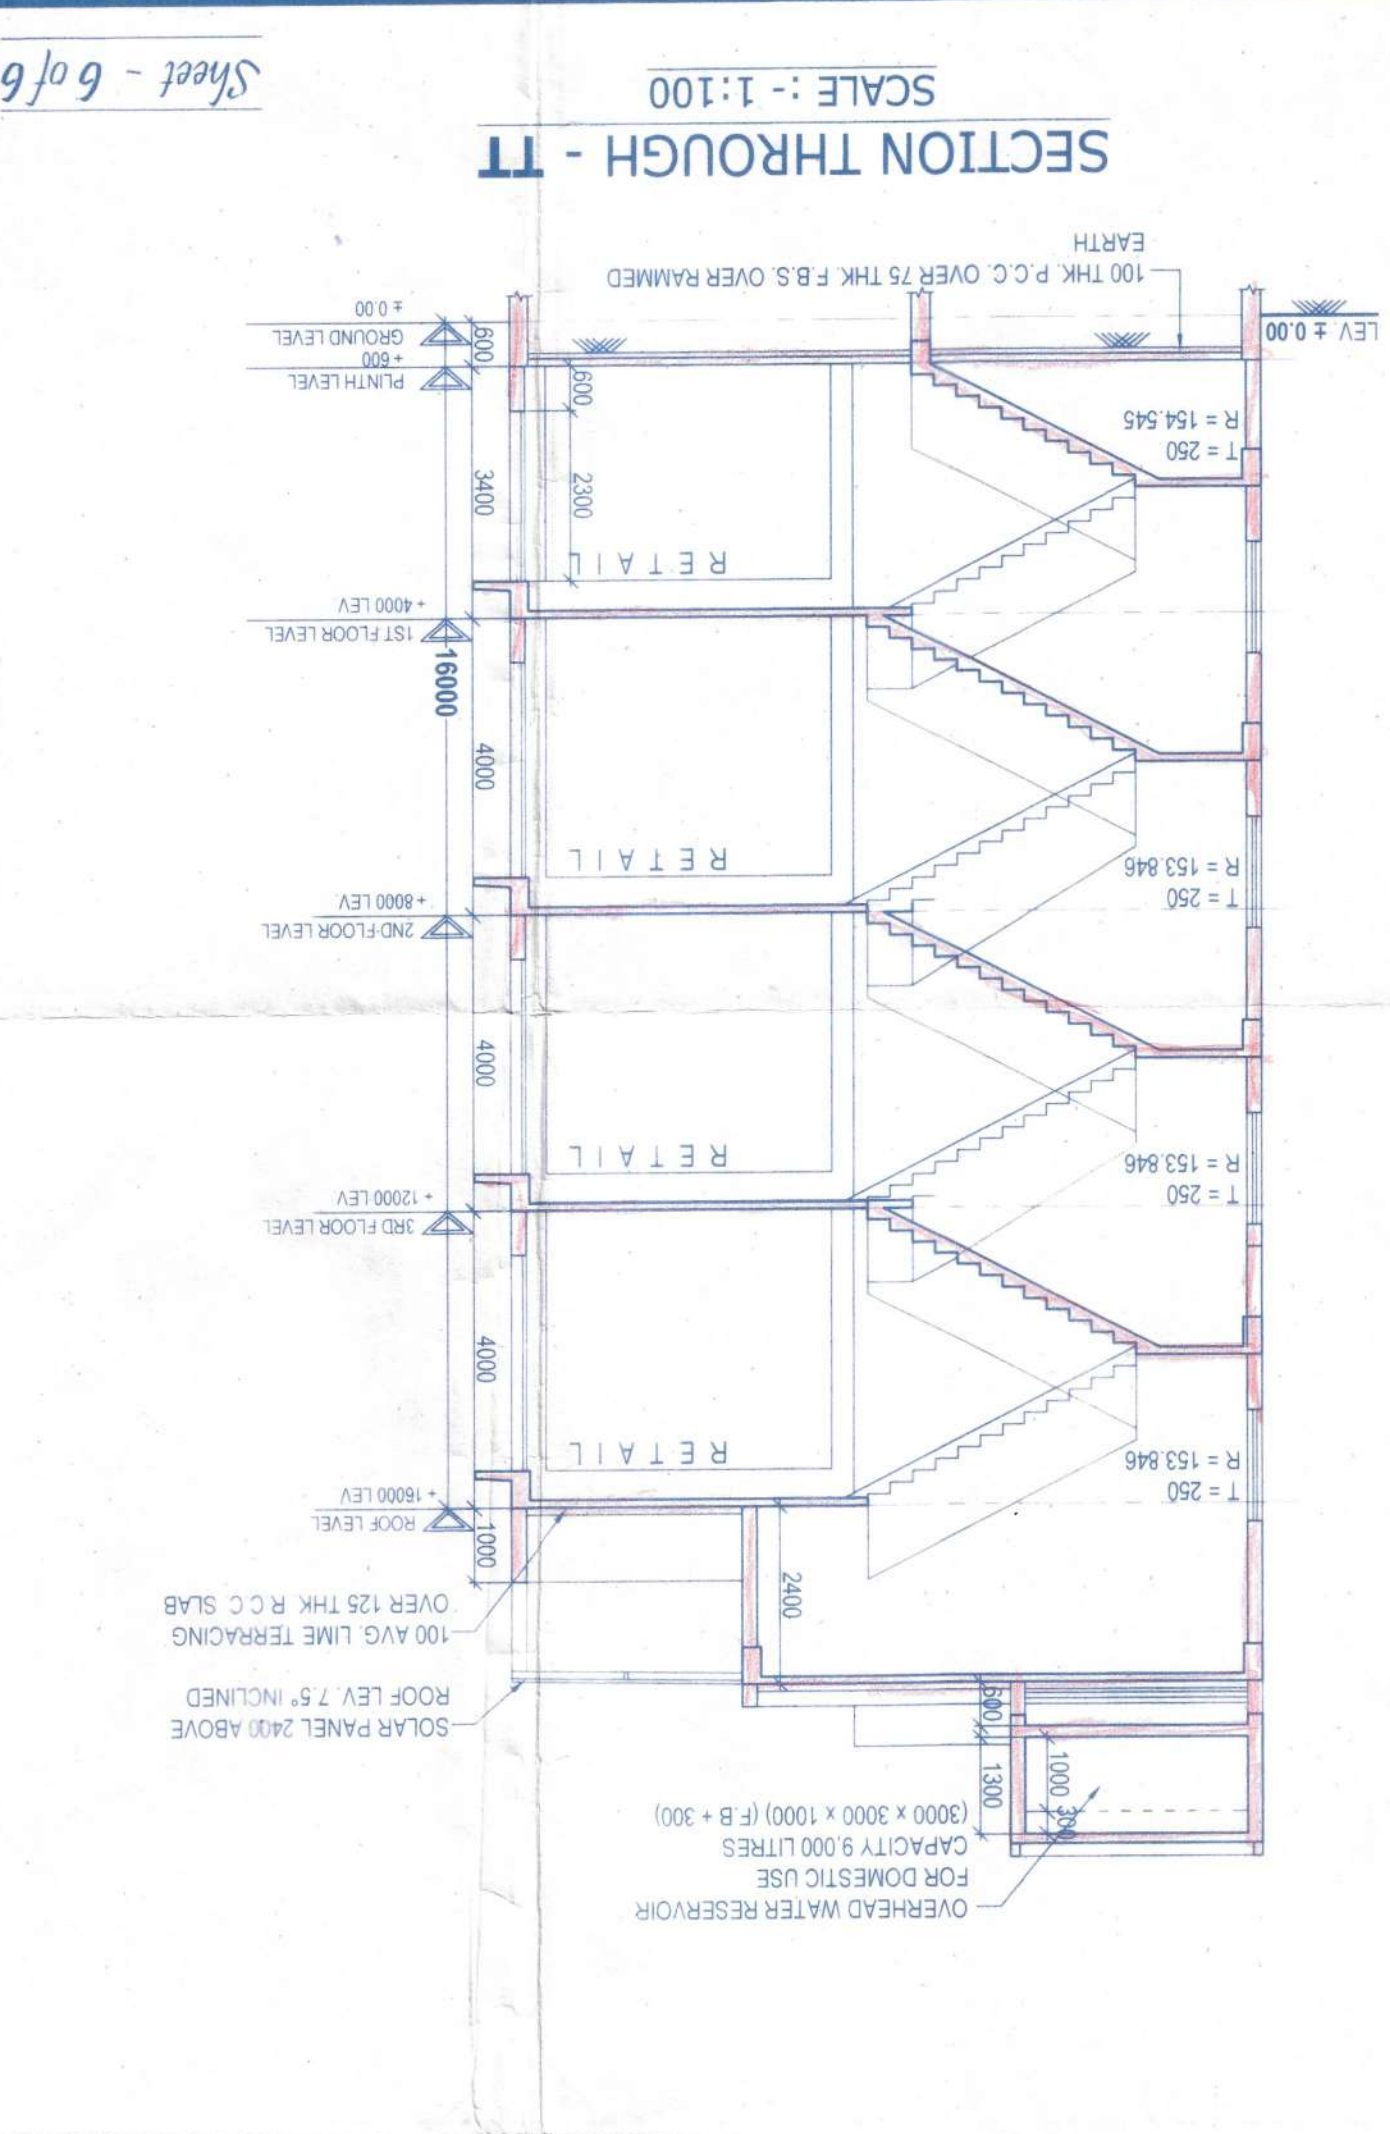 OVERHEAD WATER RESERVOIR
FOR DOMESTIC USE
CAPACITY 9,000 LITRES
(3000 x 3000 x 1000) (F.B + 300)
300
1000
1300
600
SOLAR PANEL 2400 ABOVE
ROOF LEV. 7.5° INCLINED
100 AVG. LIME TERRACING
OVER 125 THK. R.C.C SLAB
2400
1000
ROOF LEVEL
+ 16000 LEV
T = 250
R = 153.846
RETAIL
4000
3RD FLOOR LEVEL
+ 12000 LEV
T = 250
R = 153.846
RETAIL
4000
2ND FLOOR LEVEL
+ 8000 LEV
T = 250
R = 153.846
RETAIL
4000
16000
1ST FLOOR LEVEL
+ 4000 LEV
RETAIL
2300
3400
T = 250
R = 154.545
600
PLINTH LEVEL
+ 600
600
GROUND LEVEL
± 0.00
LEV. ± 0.00
100 THK. P.C.C. OVER 75 THK. F.B.S. OVER RAMMED
EARTH
SECTION THROUGH - TT
SCALE : - 1:100
Sheet - 6 of 6